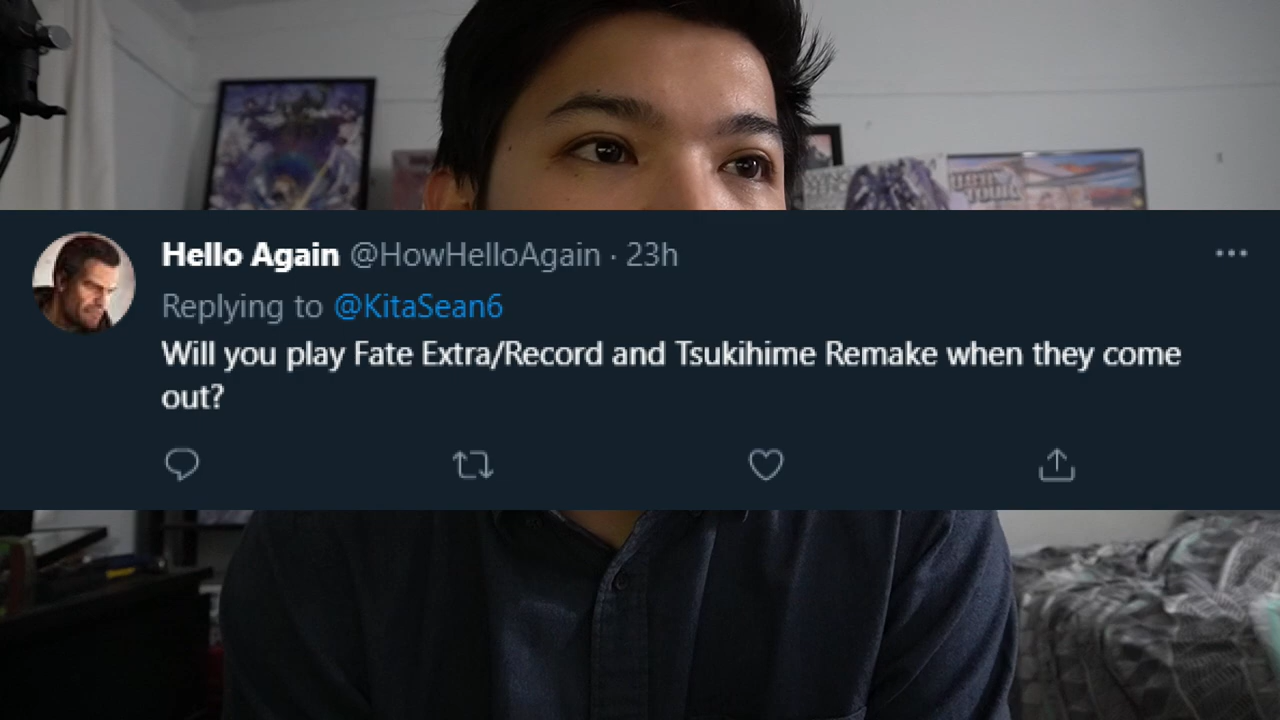 Hello Again @HowHelloAgain · 23h
Replying to @KitaSean6
Will you play Fate Extra/Record and Tsukihime Remake when they come
out?